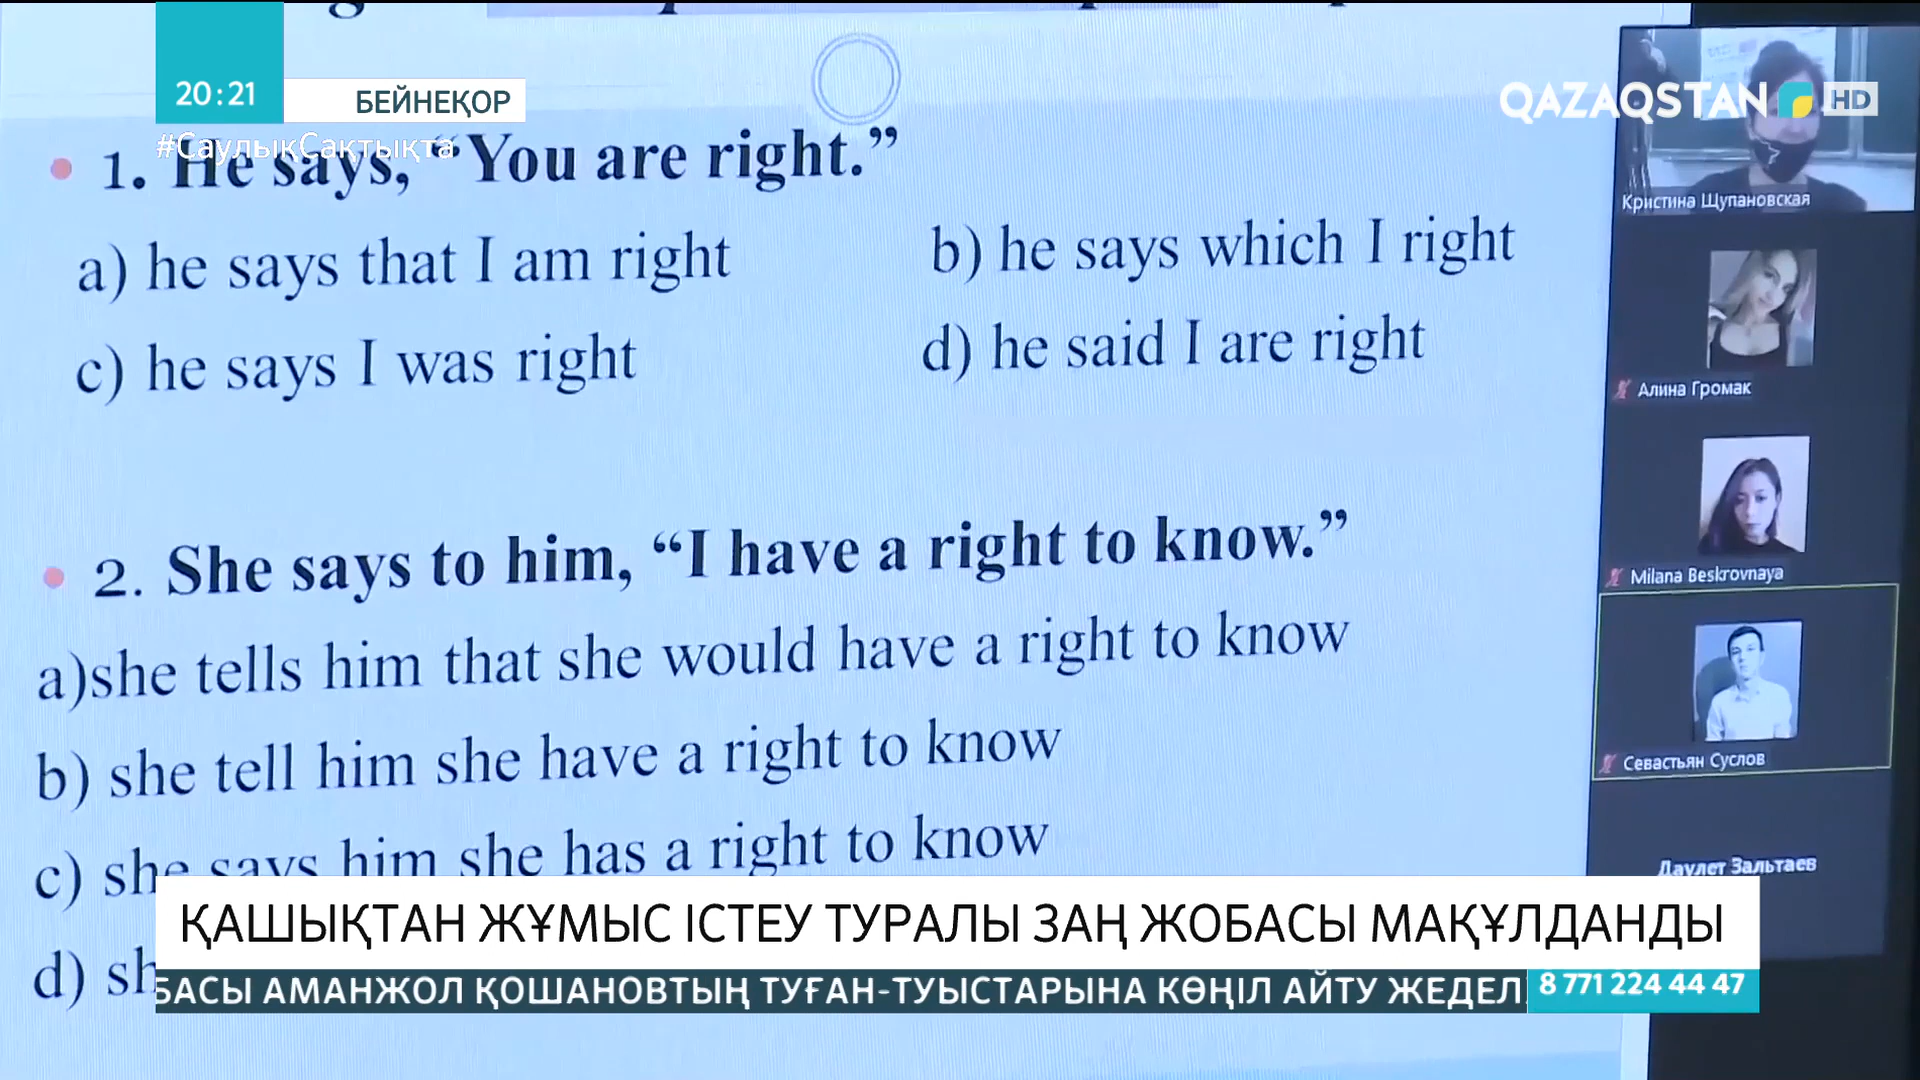 20:21
БЕЙНЕҚОР
#СаулықСақтықта
QAZAQSTAN HD
• 1. He says, “You are right.”
a) he says that I am right
b) he says which I right
c) he says I was right
d) he said I are right
• 2. She says to him, “I have a right to know.”
a)she tells him that she would have a right to know
b) she tell him she have a right to know
c) she says him she has a right to know
d) sh
Кристина Щупановская
Алина Громак
Milana Beskrovnaya
Севастьян Суслов
Даулет Зальтаев
ҚАШЫҚТАН ЖҰМЫС ІСТЕУ ТУРАЛЫ ЗАҢ ЖОБАСЫ МАҚҰЛДАНДЫ
БАСЫ АМАНЖОЛ ҚОШАНОВТЫҢ ТУҒАН-ТУЫСТАРЫНА КӨҢІЛ АЙТУ ЖЕДЕЛ
8 771 224 44 47